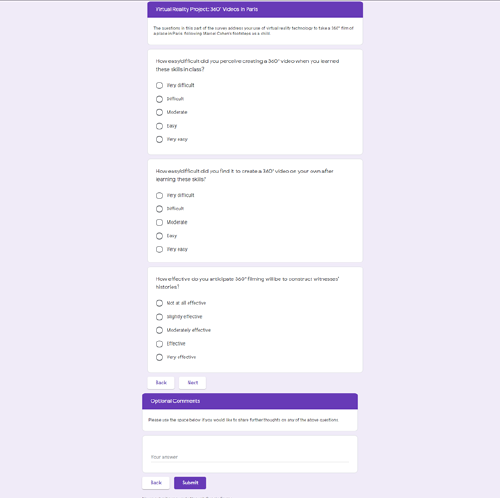 Virtual Reality Project: 360° Videos in Paris
The questions in this part of the survey address your use of virtual reality technology to take a 360° film of
a place in Paris, following Marcel Cohen's footsteps as a child.
How easy/difficult did you perceive creating a 360° video when you learned
these skills in class?
Very difficult
Difficult
Moderate
Easy
Very easy
How easy/difficult did you find it to create a 360° video on your own after
learning these skills?
Very difficult
Difficult
Moderate
Easy
Very easy
How effective do you anticipate 360° filming will be to construct witnesses'
histories?
Not at all effective
Slightly effective
Moderately effective
Effective
Very effective
Back
Next
Optional Comments
Please use the space below if you would like to share further thoughts on any of the above questions
Your answer
Back
Submit